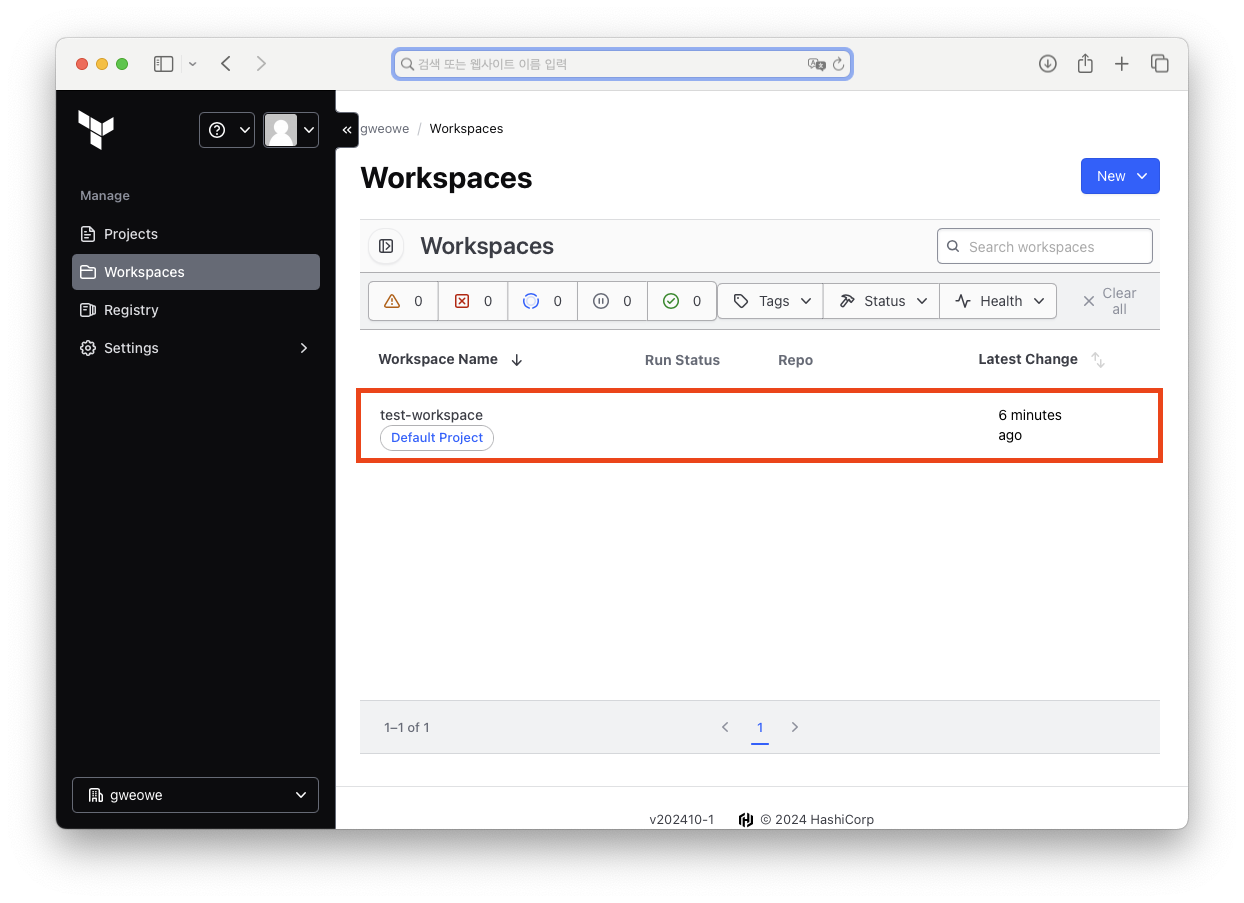 검색 또는 웹사이트 이름 입력
gweowe / Workspaces
Manage
Projects
Workspaces
Registry
Settings
gweowe
Workspaces
New
Workspaces
Search workspaces
0 0 0 0 0 Tags Status Health Clear all
Workspace Name Run Status Repo Latest Change
test-workspace
Default Project
6 minutes
ago
1–1 of 1
1
v202410-1 © 2024 HashiCorp